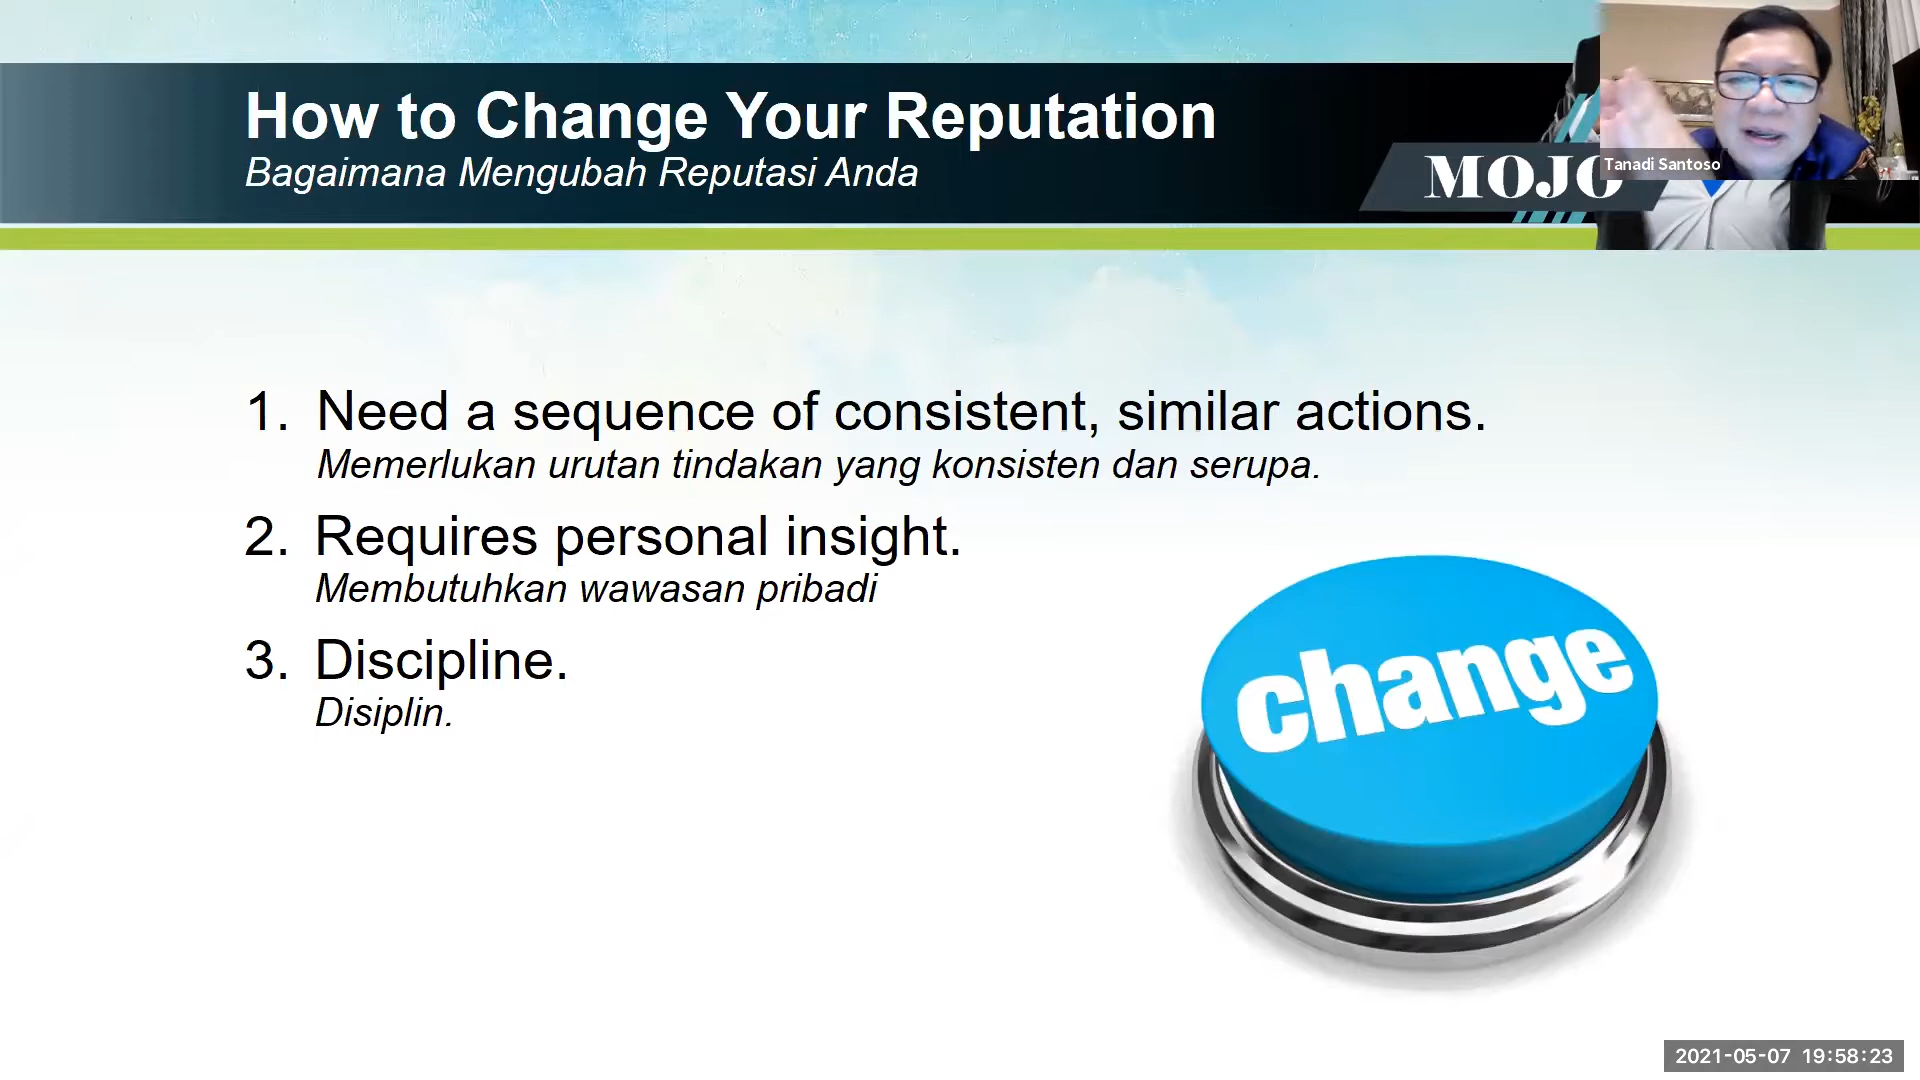 How to Change Your Reputation
Bagaimana Mengubah Reputasi Anda
MOJO
Tanadi Santoso
1. Need a sequence of consistent, similar actions.
Memerlukan urutan tindakan yang konsisten dan serupa.
2. Requires personal insight.
Membutuhkan wawasan pribadi
3. Discipline.
Disiplin.
change
2021-05-07 19:58:23